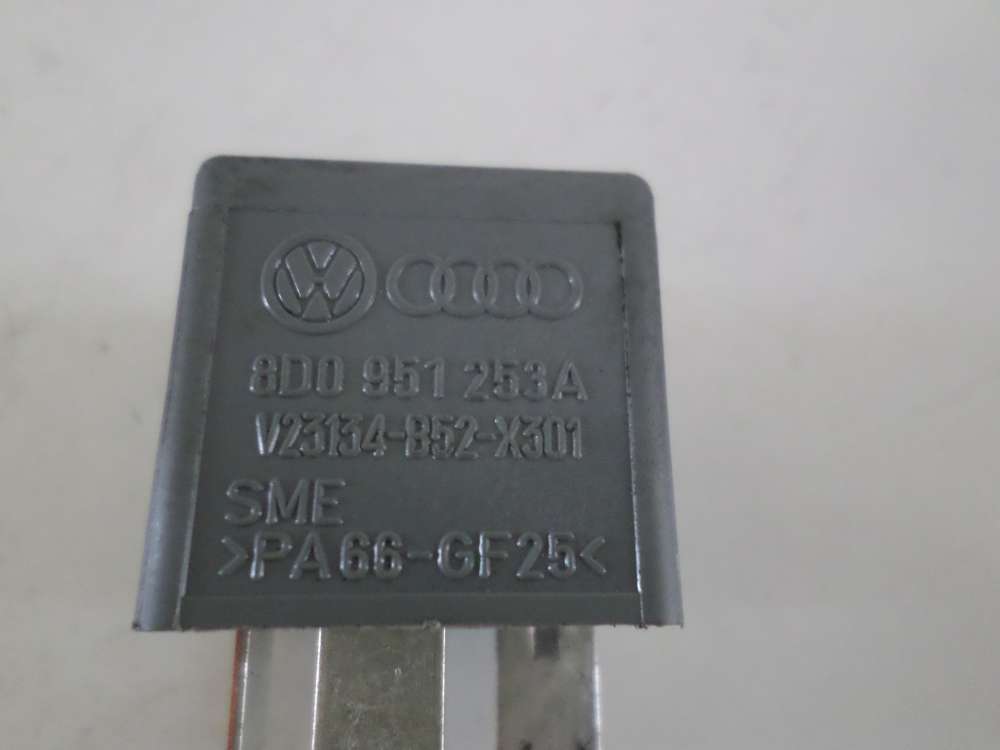 8D0 951 253A
V23134-B52-X301
SME
>PA66-GF25<